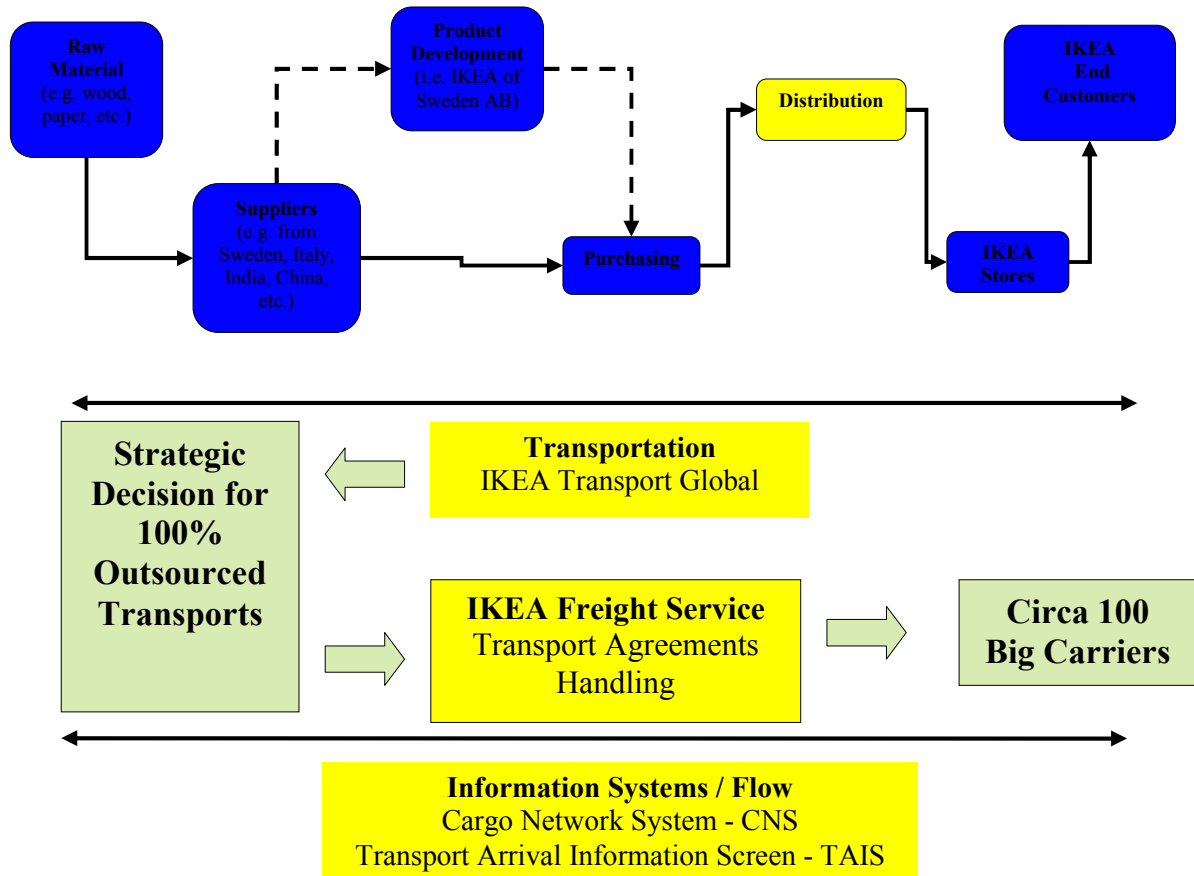 Raw
Material
(e.g. wood,
paper, etc.)
Product
Development
(i.e. IKEA of
Sweden AB)
Distribution
IKEA
End
Customers
Suppliers
(e.g. from
Sweden, Italy,
India, China,
etc.)
Purchasing
IKEA
Stores
Strategic
Decision for
100%
Outsourced
Transports
Transportation
IKEA Transport Global
IKEA Freight Service
Transport Agreements
Handling
Circa 100
Big Carriers
Information Systems / Flow
Cargo Network System - CNS
Transport Arrival Information Screen - TAIS